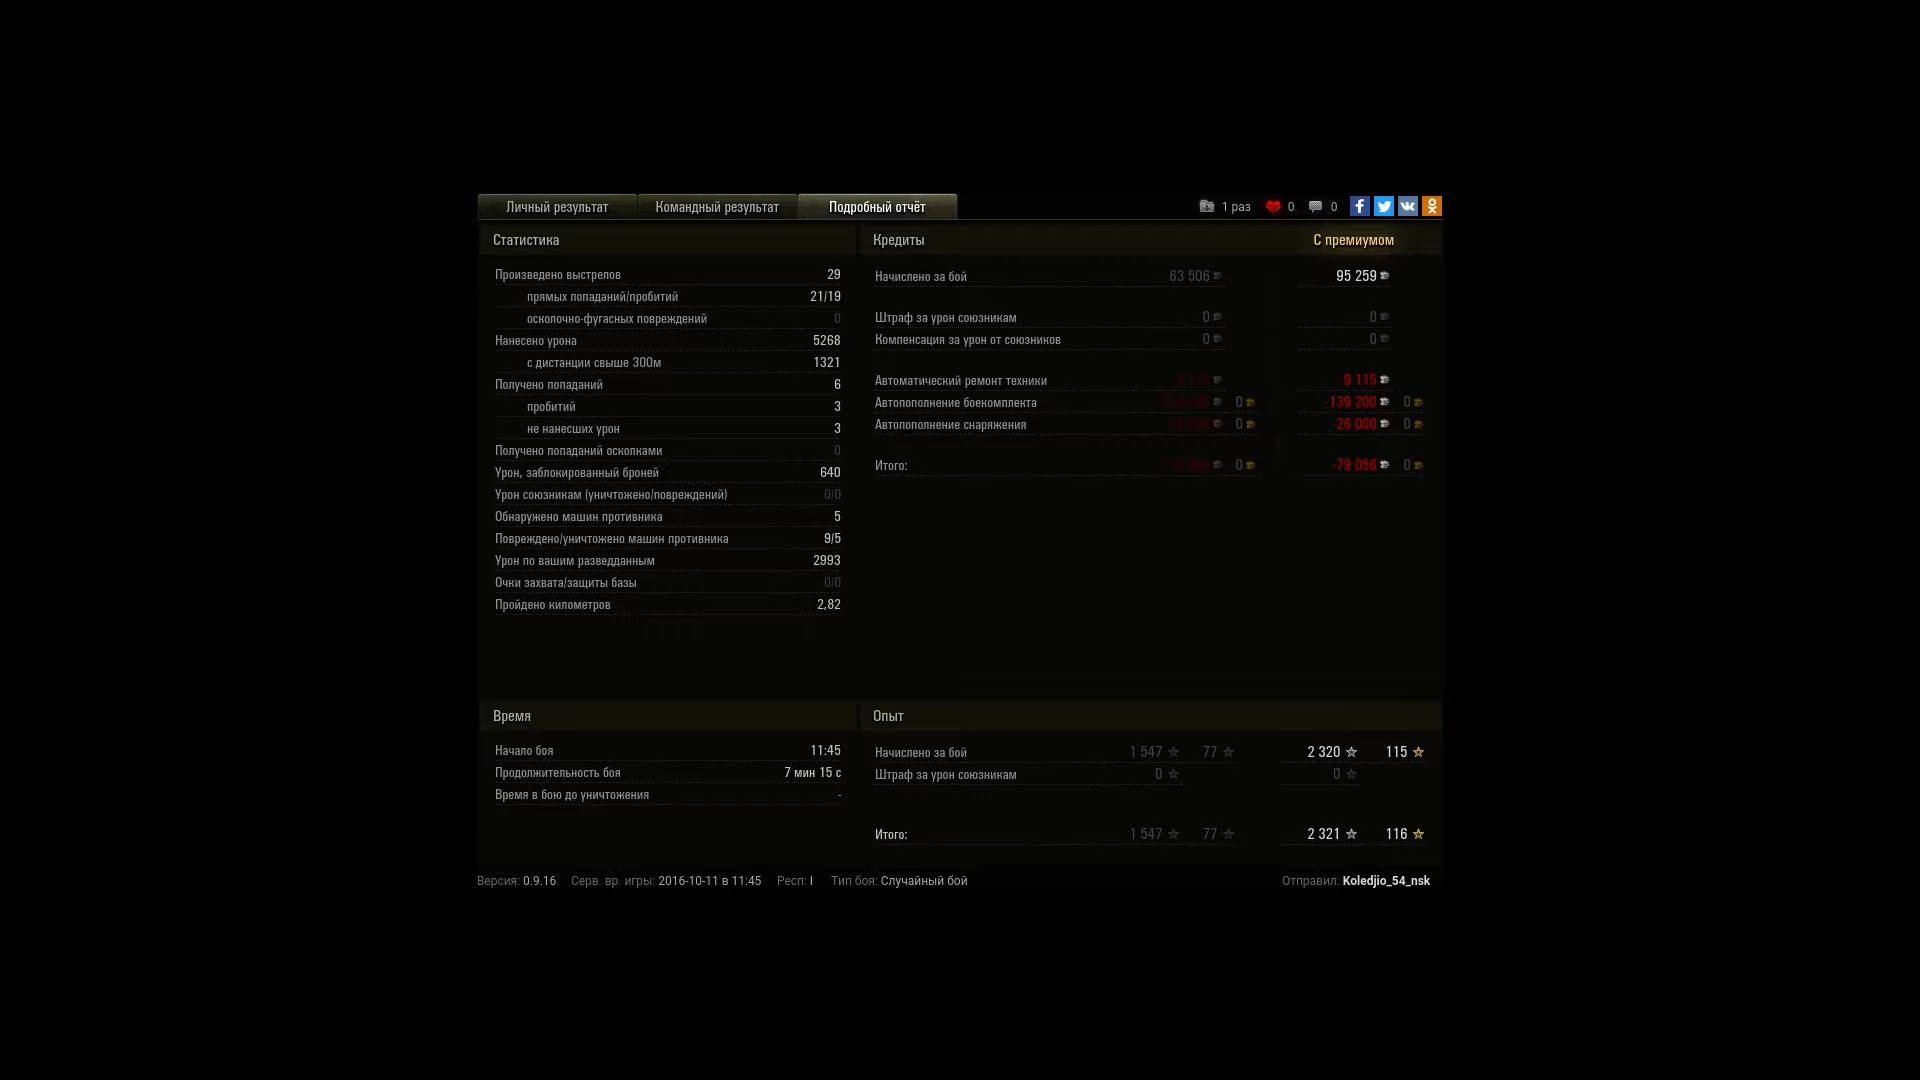 Личный результат Командный результат Подробный отчёт 1 раз 0 0
Статистика
Произведено выстрелов 29
прямых попаданий/пробитий 21/19
осколочно-фугасных повреждений 0
Нанесено урона 5268
с дистанции свыше 300м 1321
Получено попаданий 6
пробитий 3
не нанесших урон 3
Получено попаданий осколками 0
Урон, заблокированный броней 640
Урон союзникам (уничтожено/повреждений) 0/0
Обнаружено машин противника 5
Повреждено/уничтожено машин противника 9/5
Урон по вашим разведданным 2993
Очки захвата/защиты базы 0/0
Пройдено километров 2,82
Кредиты С премиумом
Начислено за бой 63 506 95 259
Штраф за урон союзникам 0 0
Компенсация за урон от союзников 0 0
Автоматический ремонт техники
Автопополнение боекомплекта 0 -139 200 0
Автопополнение снаряжения 0 -26 000 0
Итого: 0 -79 056 0
Время
Начало боя 11:45
Продолжительность боя 7 мин 15 с
Время в бою до уничтожения -
Опыт
Начислено за бой 1 547 77 2 320 115
Штраф за урон союзникам 0 0
Итого: 1 547 77 2 321 116
Версия: 0.9.16 Серв. вр. игры: 2016-10-11 в 11:45 Респ: I Тип боя: Случайный бой Отправил: Koledjio_54_nsk